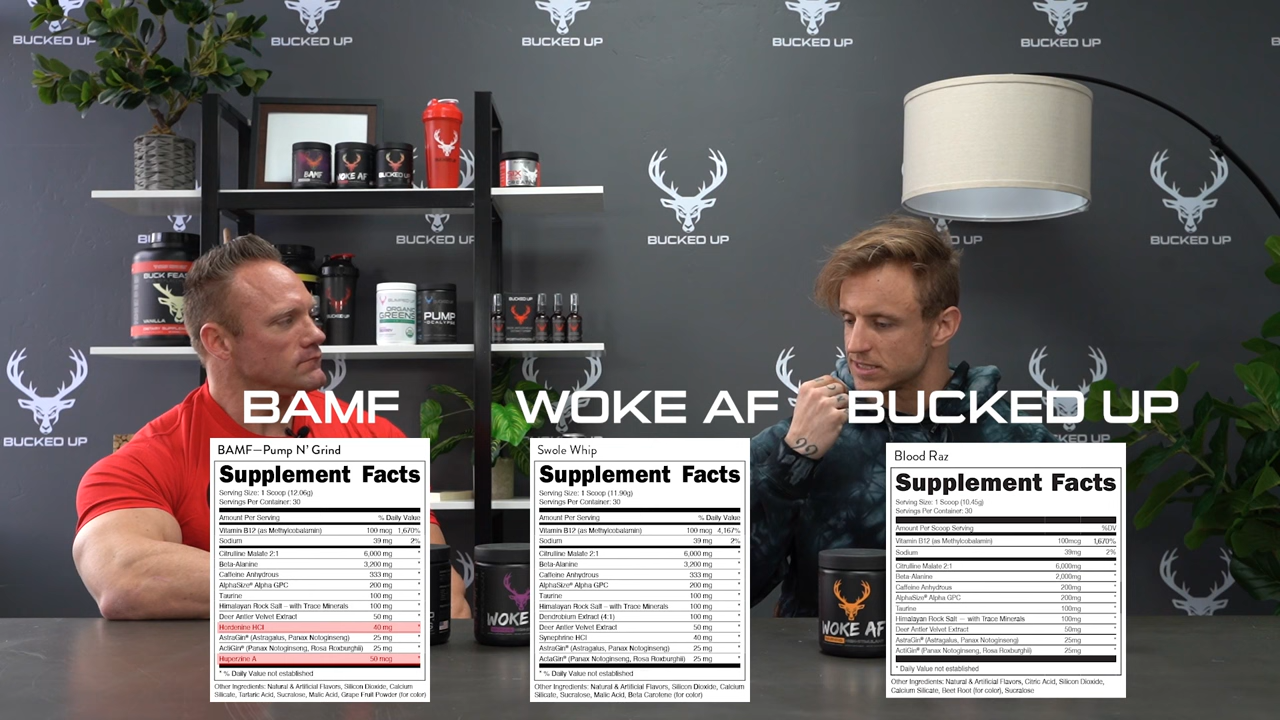 BUCKED UP
BUCKED UP
BUCKED UP
BUCKED UP
BUCKED UP
BAMF
WOKE AF
BUCKED UP
BUCKED UP
BUCKED UP
BUCKED UP
BUCK FEAST
VANILLA
ORGANIC
GREENS
PUMP
-OCALYPSE
BUCKED UP
BUCKED UP
BUCKED UP
BAMF
WOKE AF
BUCKED UP
BAMF—Pump N' Grind
Supplement Facts
Serving Size: 1 Scoop (12.06g)
Servings Per Container: 30
Amount Per Serving % Daily Value
Vitamin B12 (as Methylcobalamin) 100 mcg 1,670%
Sodium 39 mg 2%
Citrulline Malate 2:1 6,000 mg *
Beta-Alanine 3,200 mg *
Caffeine Anhydrous 333 mg *
AlphaSize® Alpha GPC 200 mg *
Taurine 100 mg *
Himalayan Rock Salt – with Trace Minerals 100 mg *
Deer Antler Velvet Extract 50 mg *
Hordenine HCl 40 mg *
AstraGin® (Astragalus, Panax Notoginseng) 25 mg *
ActiGin® (Panax Notoginseng, Rosa Roxburghii) 25 mg *
Huperzine A 50 mcg *
* % Daily Value not established
Other Ingredients: Natural & Artificial Flavors, Silicon Dioxide, Calcium
Silicate, Tartaric Acid, Sucralose, Malic Acid, Grape Fruit Powder (for color)
Swole Whip
Supplement Facts
Serving Size: 1 Scoop (11.90g)
Servings Per Container: 30
Amount Per Serving % Daily Value
Vitamin B12 (as Methylcobalamin) 100 mcg 4,167%
Sodium 39 mg 2%
Citrulline Malate 2:1 6,000 mg *
Beta-Alanine 3,200 mg *
Caffeine Anhydrous 333 mg *
AlphaSize® Alpha GPC 200 mg *
Taurine 100 mg *
Himalayan Rock Salt – with Trace Minerals 100 mg *
Dendrobium Extract (4:1) 100 mg *
Deer Antler Velvet Extract 50 mg *
Synephrine HCl 40 mg *
AstraGin® (Astragalus, Panax Notoginseng) 25 mg *
ActaGin® (Panax Notoginseng, Rosa Roxburghii) 25 mg *
* % Daily Value not established
Other Ingredients: Natural & Artificial Flavors, Silicon Dioxide, Calcium
Silicate, Sucralose, Malic Acid, Beta Carotene (for color)
Blood Raz
Supplement Facts
Serving Size: 1 Scoop (10.45g)
Servings Per Container: 30
Amount Per Scoop Serving %DV
Vitamin B12 (as Methylcobalamin) 100mcg 1,670%
Sodium 39mg 2%
Citrulline Malate 2:1 6,000mg *
Beta-Alanine 2,000mg *
Caffeine Anhydrous 200mg *
AlphaSize® Alpha GPC 200mg *
Taurine 100mg *
Himalayan Rock Salt — with Trace Minerals 100mg *
Deer Antler Velvet Extract 50mg *
AstraGin® (Astragalus, Panax Notoginseng) 25mg *
ActiGin® (Panax Notoginseng, Rosa Roxburghii) 25mg *
* Daily Value not established
Other Ingredients: Natural & Artificial Flavors, Citric Acid, Silicon Dioxide,
Calcium Silicate, Beet Root (for color), Sucralose
WOKE
WOKE AF